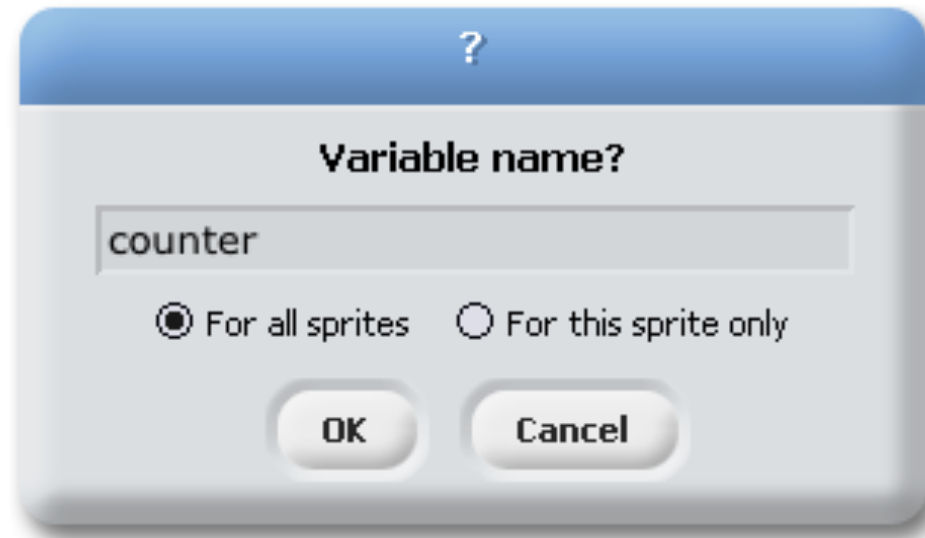 ?
Variable name?
counter
For all sprites For this sprite only
OK Cancel